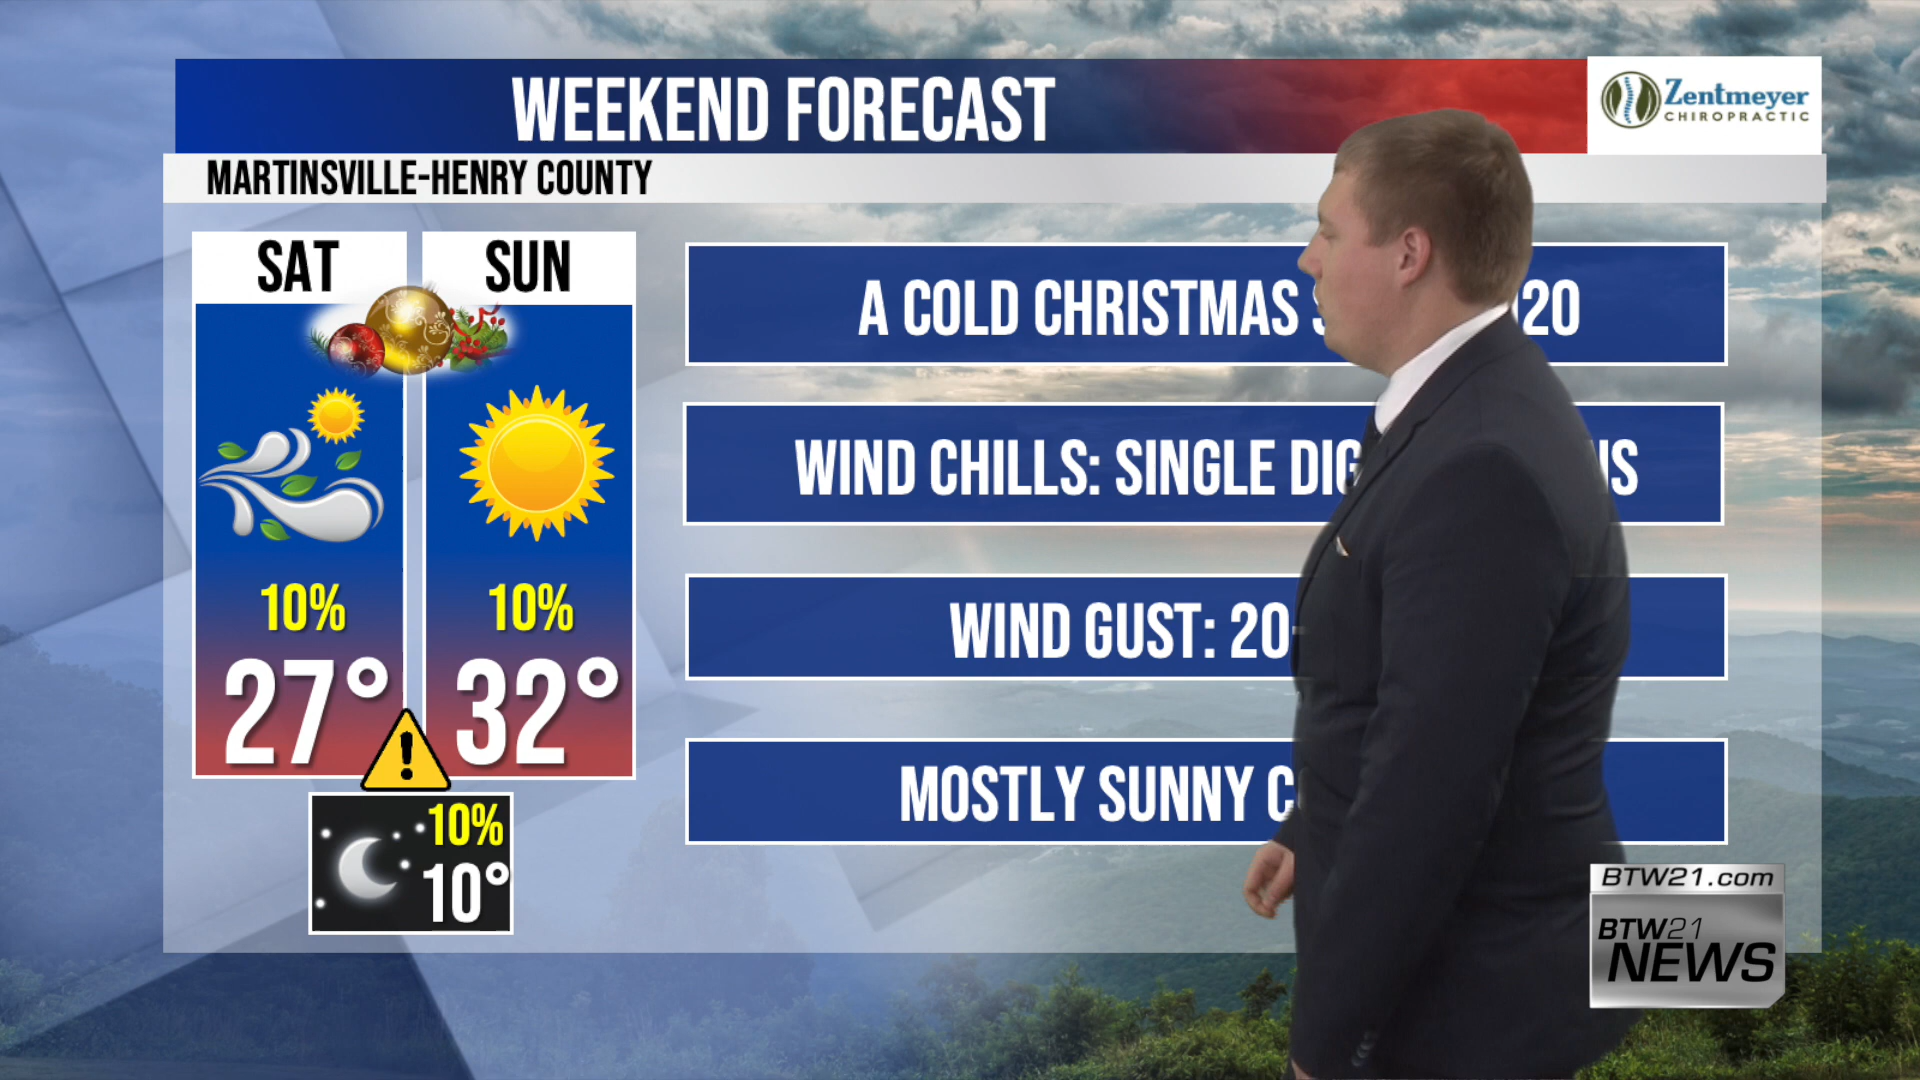 WEEKEND FORECAST
Zentmeyer
CHIROPRACTIC
MARTINSVILLE-HENRY COUNTY
SAT
SUN
10%
10%
27°
32°
!
10%
10°
A COLD CHRISTMAS 20
WIND CHILLS: SINGLE
WIND GUST: 20-
MOSTLY SUNNY
BTW21.com
BTW21
NEWS